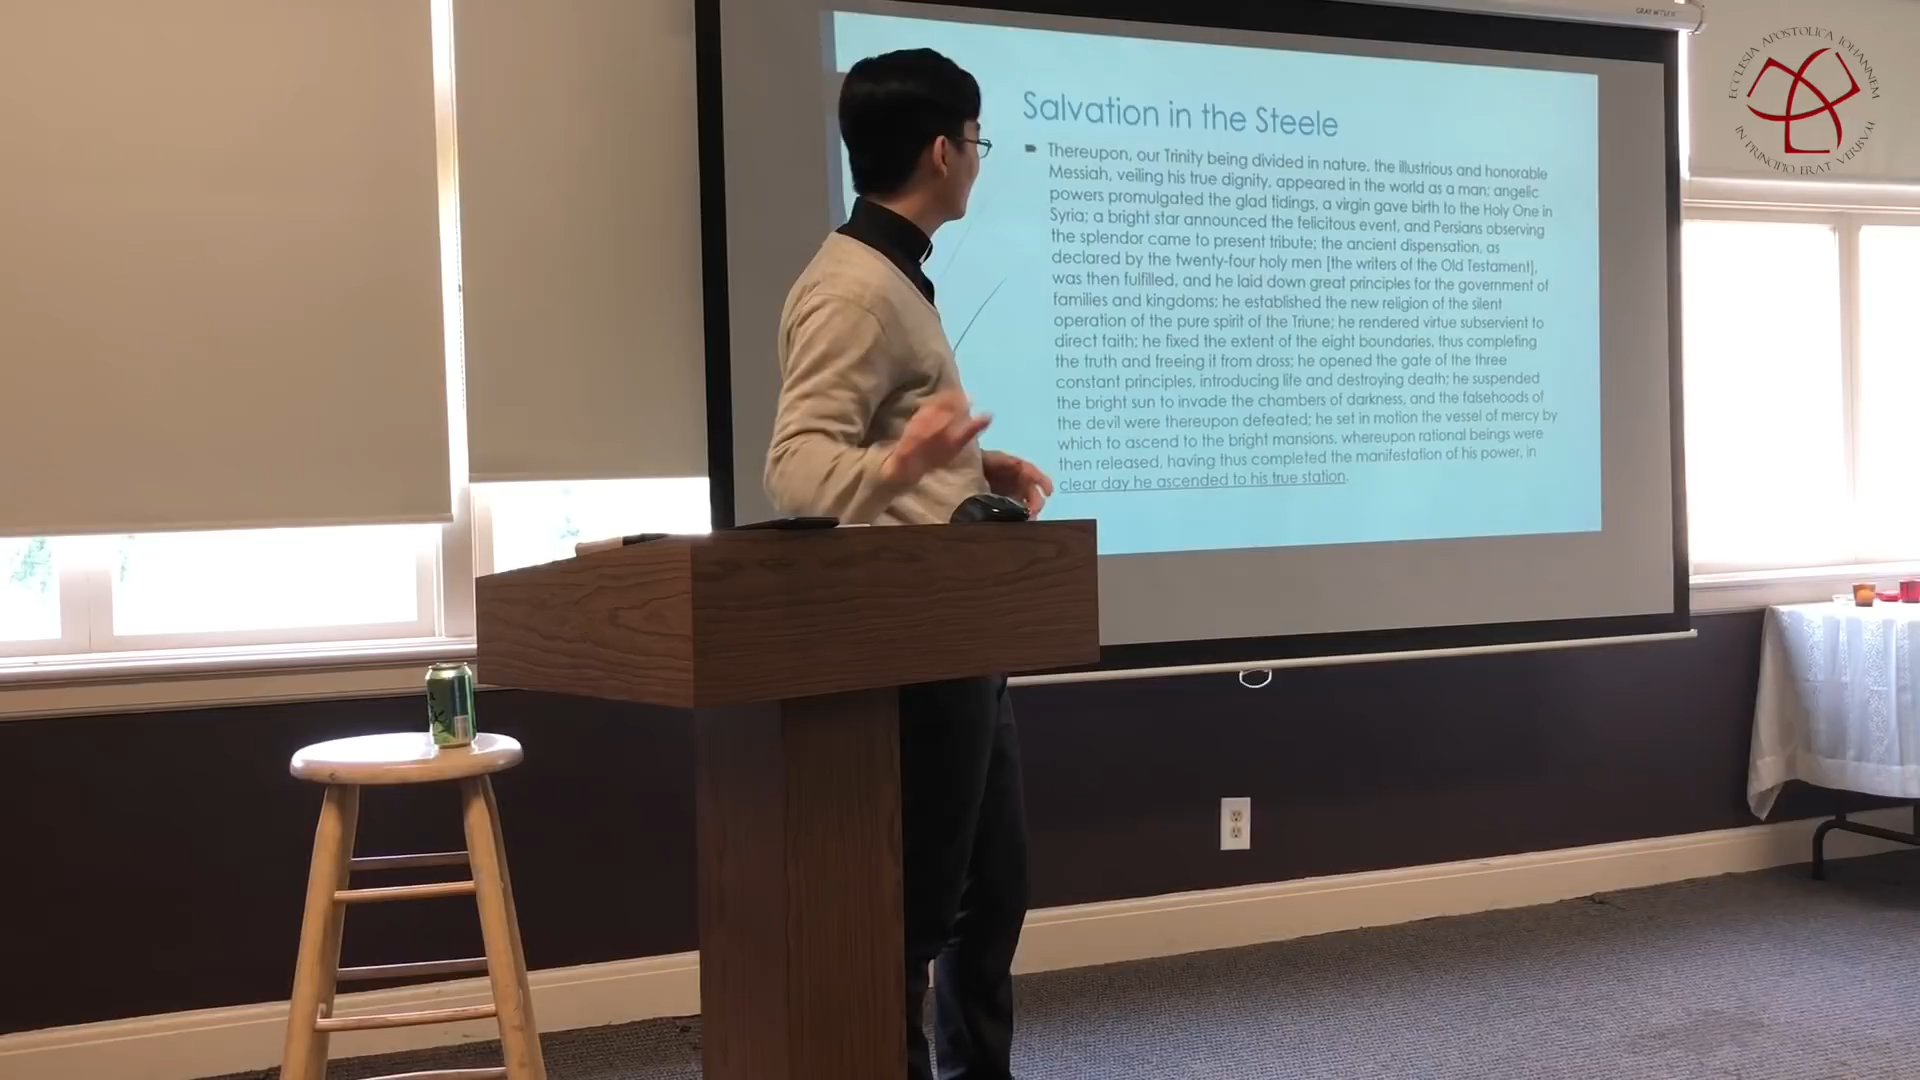 Salvation in the Steele
Thereupon, our Trinity being divided in nature, the illustrious and honorable
Messiah, veiling his true dignity, appeared in the world as a man; angelic
powers promulgated the glad tidings, a virgin gave birth to the Holy One in
Syria; a bright star announced the felicitous event, and Persians observing
the splendor came to present tribute; the ancient dispensation, as
declared by the twenty-four holy men [the writers of the Old Testament],
was then fulfilled, and he laid down great principles for the government of
families and kingdoms; he established the new religion of the silent
operation of the pure spirit of the Triune; he rendered virtue subservient to
direct faith; he fixed the extent of the eight boundaries, thus completing
the truth and freeing it from dross; he opened the gate of the three
constant principles, introducing life and destroying death; he suspended
the bright sun to invade the chambers of darkness, and the falsehoods of
the devil were thereupon defeated; he set in motion the vessel of mercy by
which to ascend to the bright mansions, whereupon rational beings were
then released, having thus completed the manifestation of his power, in
clear day he ascended to his true station.
ECCLESIA APOSTOLICA IOHANNEM
IN PRINCIPIO ERAT VERBVM